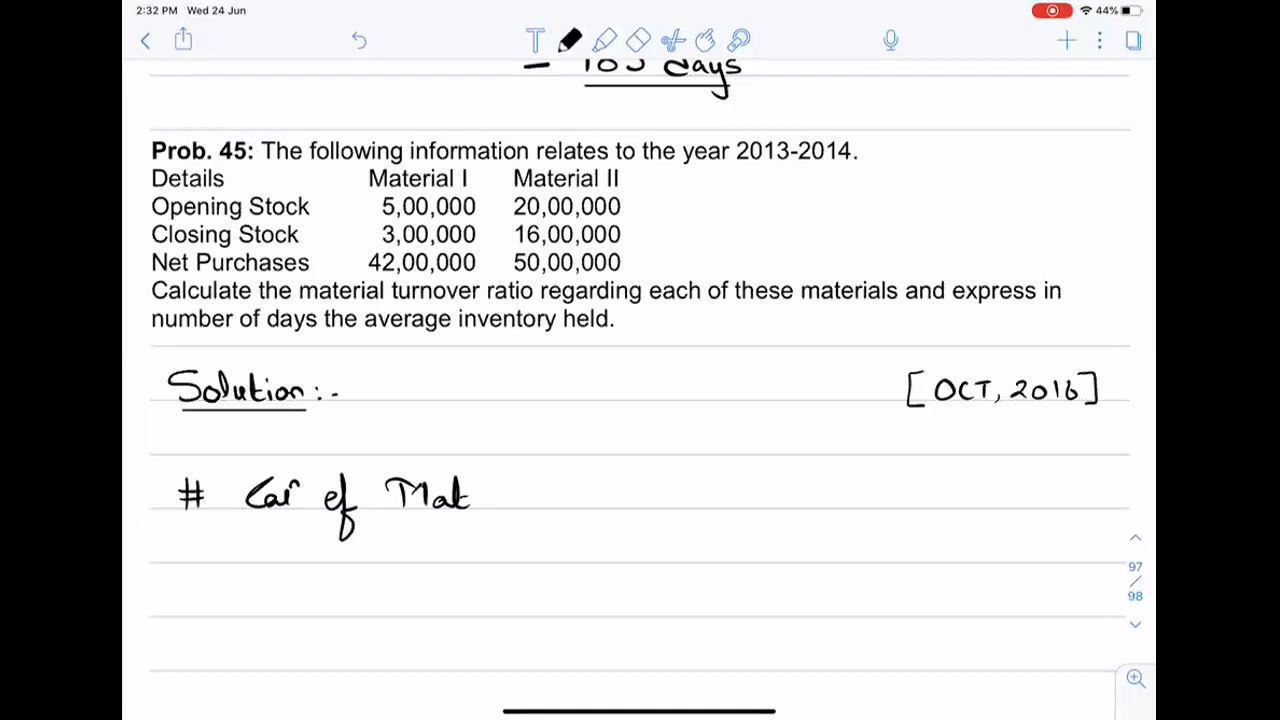 2:32 PM Wed 24 Jun 44%
T
= 183 days
Prob. 45: The following information relates to the year 2013-2014.
Details Material I Material II
Opening Stock 5,00,000 20,00,000
Closing Stock 3,00,000 16,00,000
Net Purchases 42,00,000 50,00,000
Calculate the material turnover ratio regarding each of these materials and express in
number of days the average inventory held.
Solution:- [OCT, 2016]
# Calⁿ of Mat
97
/
98